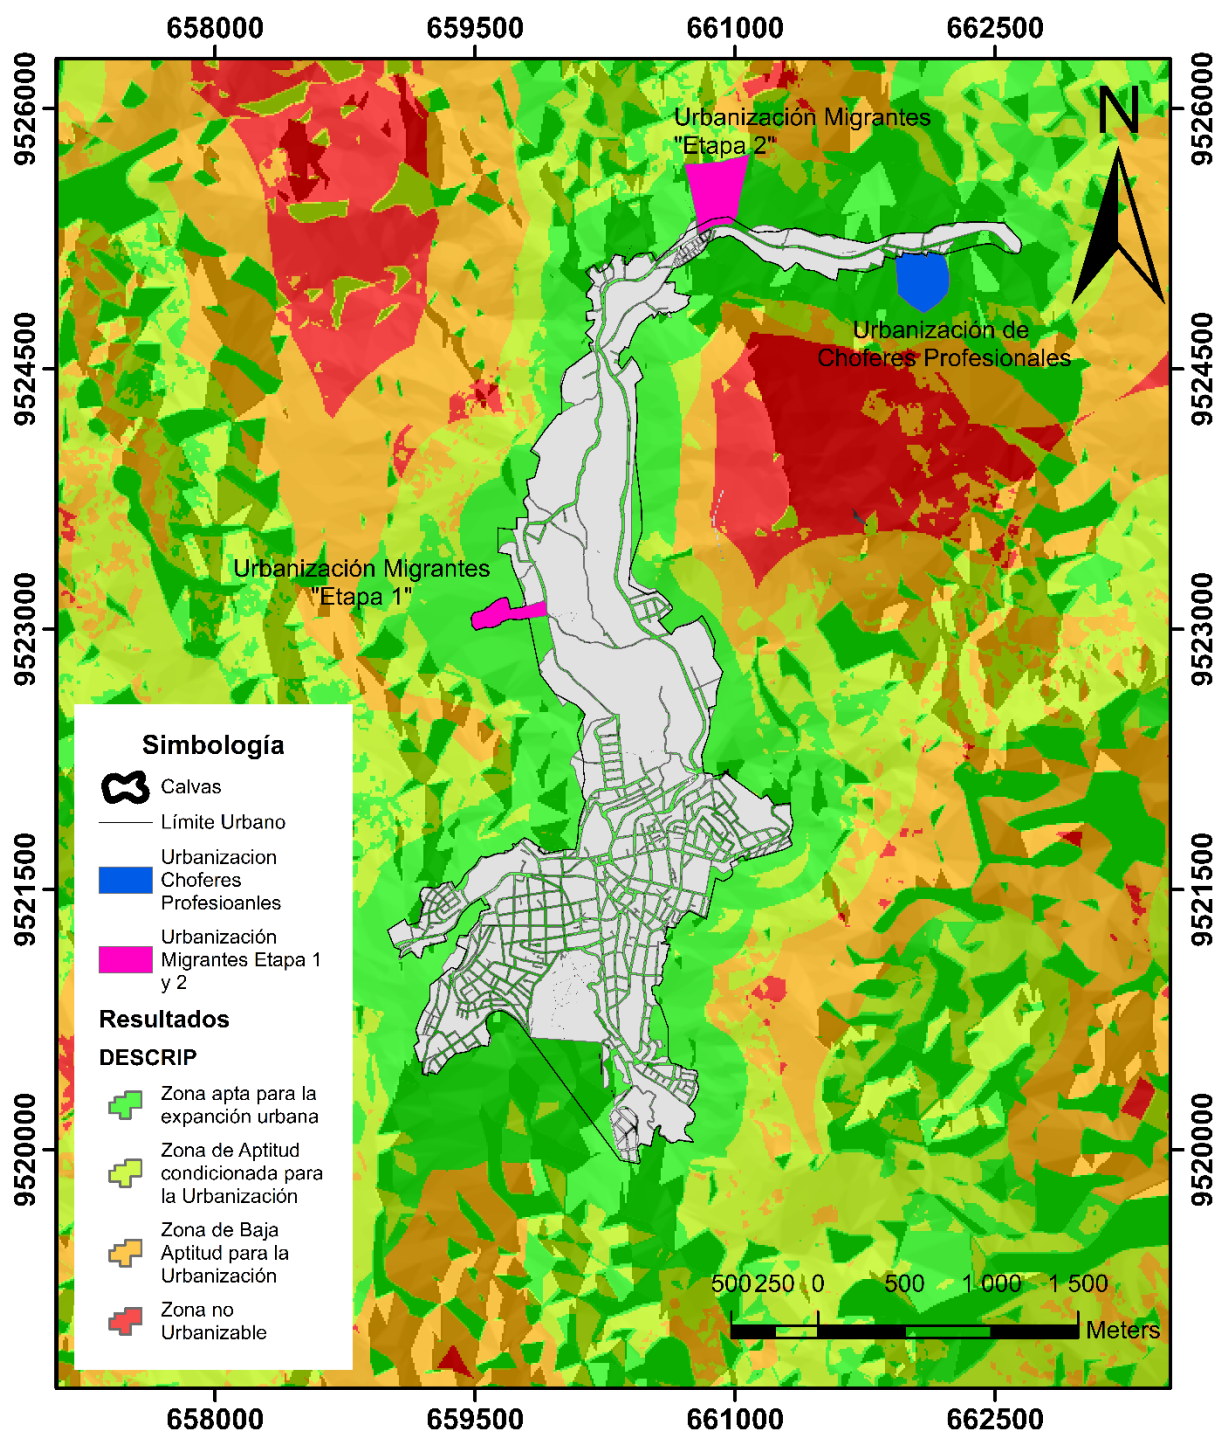 658000 659500 661000 662500
9526000
9526000
Urbanización Migrantes
"Etapa 2"
N
Urbanización de
Choferes Profesionales
9524500
9524500
Urbanización Migrantes
"Etapa 1"
9523000
9523000
Simbología
Calvas
Límite Urbano
Urbanizacion
Choferes
Profesioanles
Urbanización
Migrantes Etapa 1
y 2
Resultados
DESCRIP
Zona apta para la
expanción urbana
Zona de Aptitud
condicionada para
la Urbanización
Zona de Baja
Aptitud para la
Urbanización
Zona no
Urbanizable
9521500
9521500
9520000
9520000
500 250 0 500 1 000 1 500
Meters
658000 659500 661000 662500